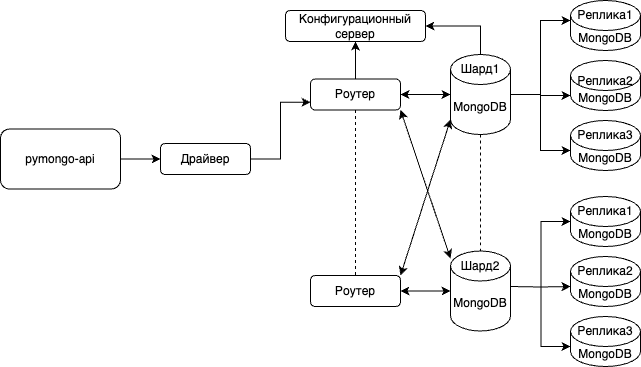 Конфигурационный
сервер
Роутер
pymongo-api
Драйвер
Роутер
Шард1
MongoDB
Шард2
MongoDB
Реплика1
MongoDB
Реплика2
MongoDB
Реплика3
MongoDB
Реплика1
MongoDB
Реплика2
MongoDB
Реплика3
MongoDB